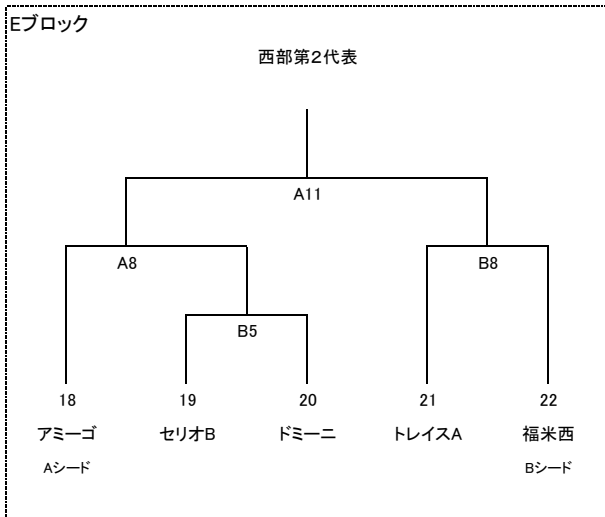 Eブロック
西部第2代表
A11
A8
B8
B5
18 19 20 21 22
アミーゴ セリオB ドミーニ トレイスA 福米西
Aシード Bシード